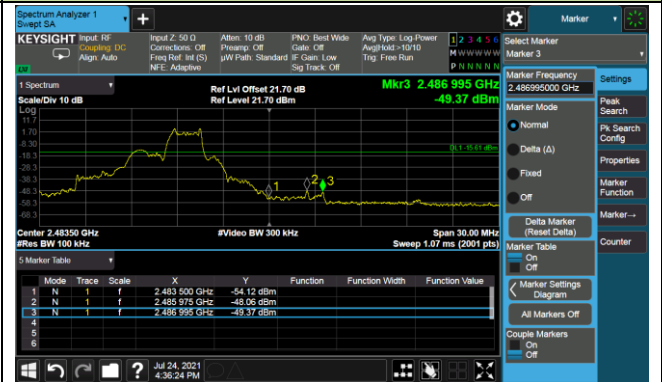 Spectrum Analyzer 1
Swept SA
Marker
KEYSIGHT
Input: RF
Coupling: DC
Align: Auto
Input Z: 50 Ω
Corrections: Off
Freq Ref: Int (S)
NFE: Adaptive
Atten: 10 dB
Preamp: Off
µW Path: Standard
PNO: Best Wide
Gate: Off
IF Gain: Low
Sig Track: Off
Avg Type: Log-Power
Avg|Hold:>10/10
Trig: Free Run
1 2 3 4 5 6
M W W W W W
P N N N N N
Select Marker
Marker 3
1 Spectrum
Scale/Div 10 dB
Ref Lvl Offset 21.70 dB
Ref Level 21.70 dBm
Mkr3 2.486 995 GHz
-49.37 dBm
Log
11.7
1.70
-8.30
-18.3
-28.3
-38.3
-48.3
-58.3
-68.3
DL1 -15.61 dBm
1
2
3
Center 2.48350 GHz
#Res BW 100 kHz
#Video BW 300 kHz
Span 30.00 MHz
Sweep 1.07 ms (2001 pts)
5 Marker Table
Mode Trace Scale X Y Function Function Width Function Value
1 N 1 f 2.483 500 GHz -54.12 dBm
2 N 1 f 2.485 975 GHz -48.06 dBm
3 N 1 f 2.486 995 GHz -49.37 dBm
4
5
6
Marker Frequency
2.486995000 GHz
Marker Mode
Normal
Delta (Δ)
Fixed
Off
Delta Marker
(Reset Delta)
Marker Table
On
Off
Marker Settings
Diagram
All Markers Off
Couple Markers
On
Off
Settings
Peak
Search
Pk Search
Config
Properties
Marker
Function
Marker→
Counter
Jul 24, 2021
4:36:24 PM